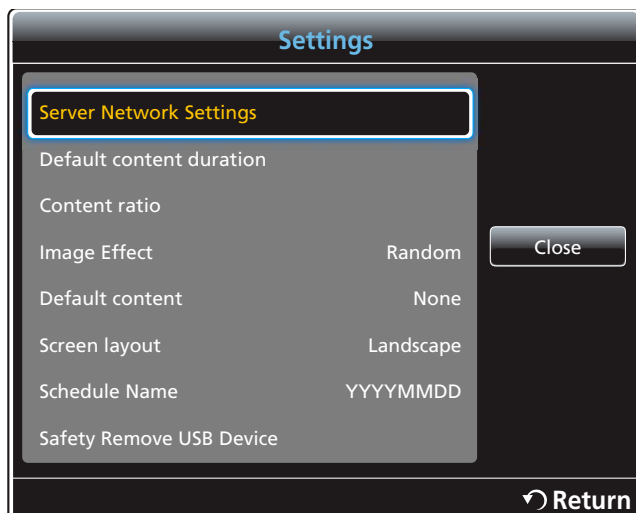 Settings
Server Network Settings
Default content duration
Content ratio
Image Effect Random
Default content None
Screen layout Landscape
Schedule Name YYYYMMDD
Safety Remove USB Device
Close
Return